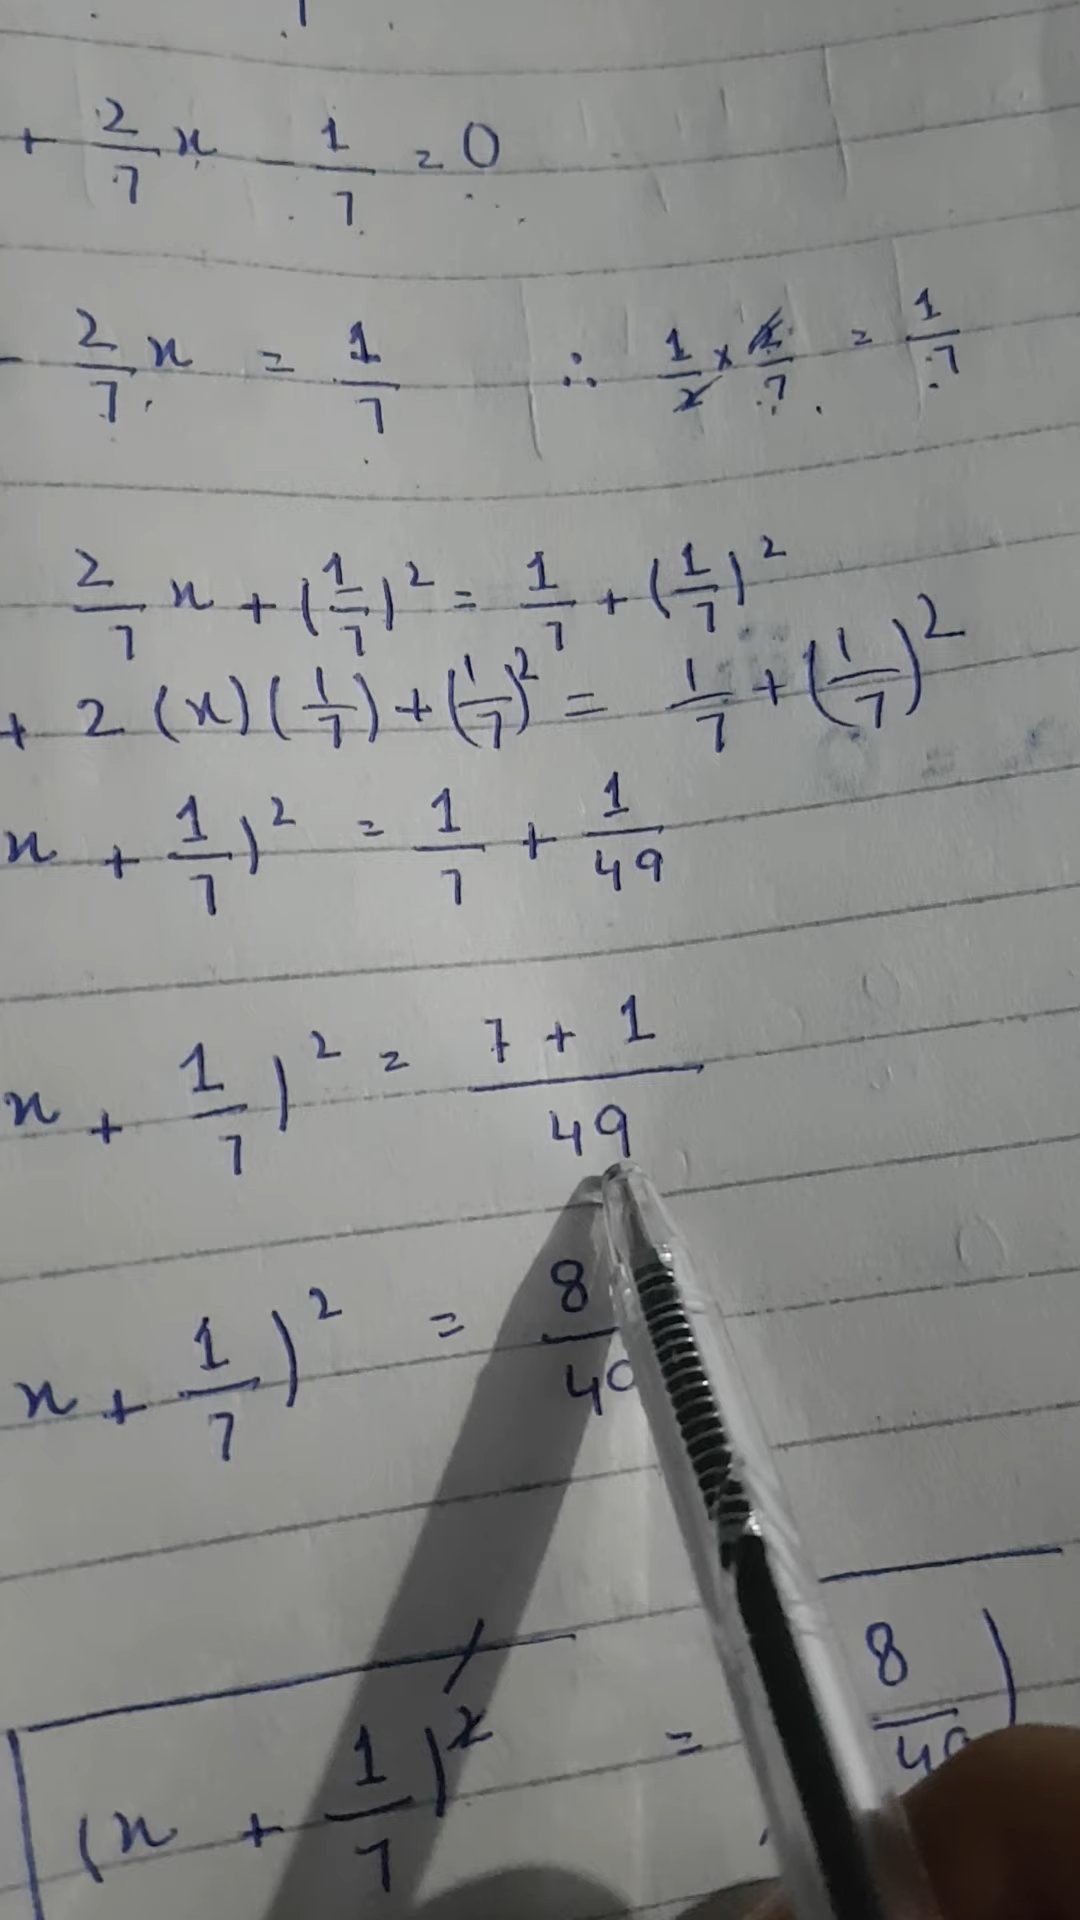 + 2/7 x - 1/7 = 0
- 2/7 x = 1/7 ∴ 1/2 × 2/7 = 1/7
2/7 x + (1/7)² = 1/7 + (1/7)²
+ 2 (x) (1/7) + (1/7)² = 1/7 + (1/7)²
x + 1/7)² = 1/7 + 1/49
x + 1/7)² = 7 + 1/49
x + 1/7)² = 8/49
√(x + 1/7)² = 8/49